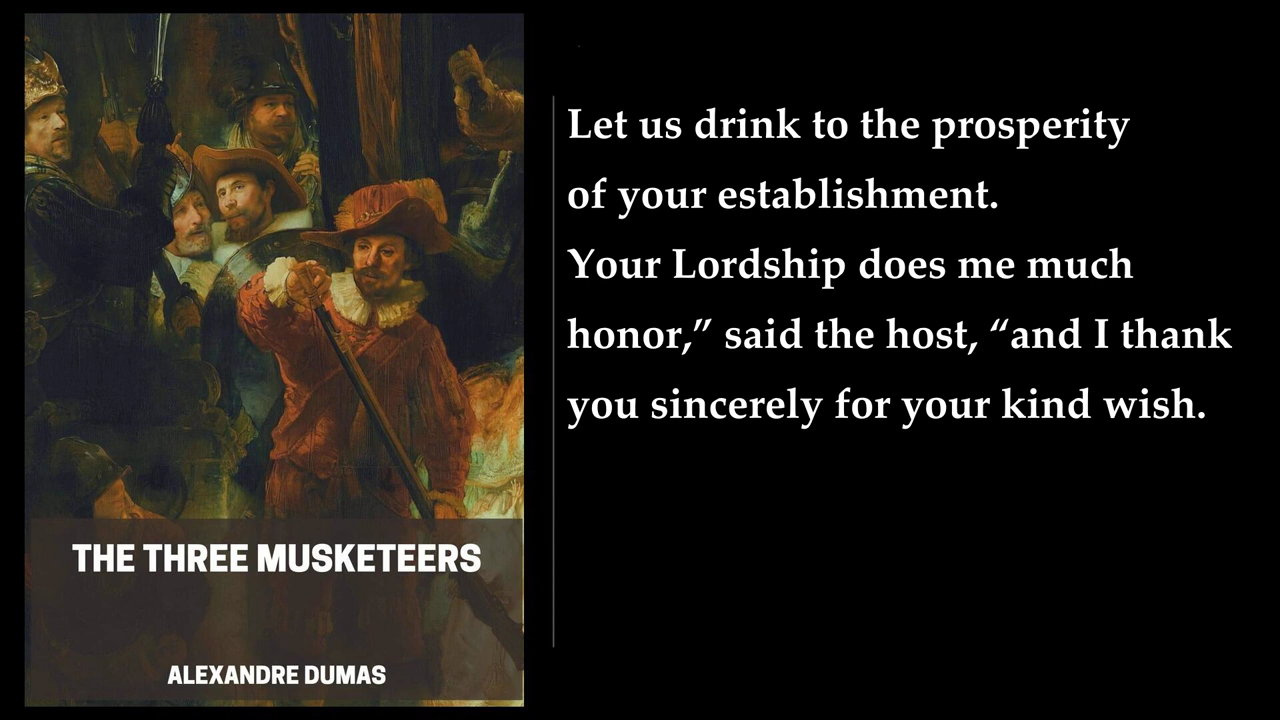 THE THREE MUSKETEERS
ALEXANDRE DUMAS
Let us drink to the prosperity
of your establishment.
Your Lordship does me much
honor,” said the host, “and I thank
you sincerely for your kind wish.